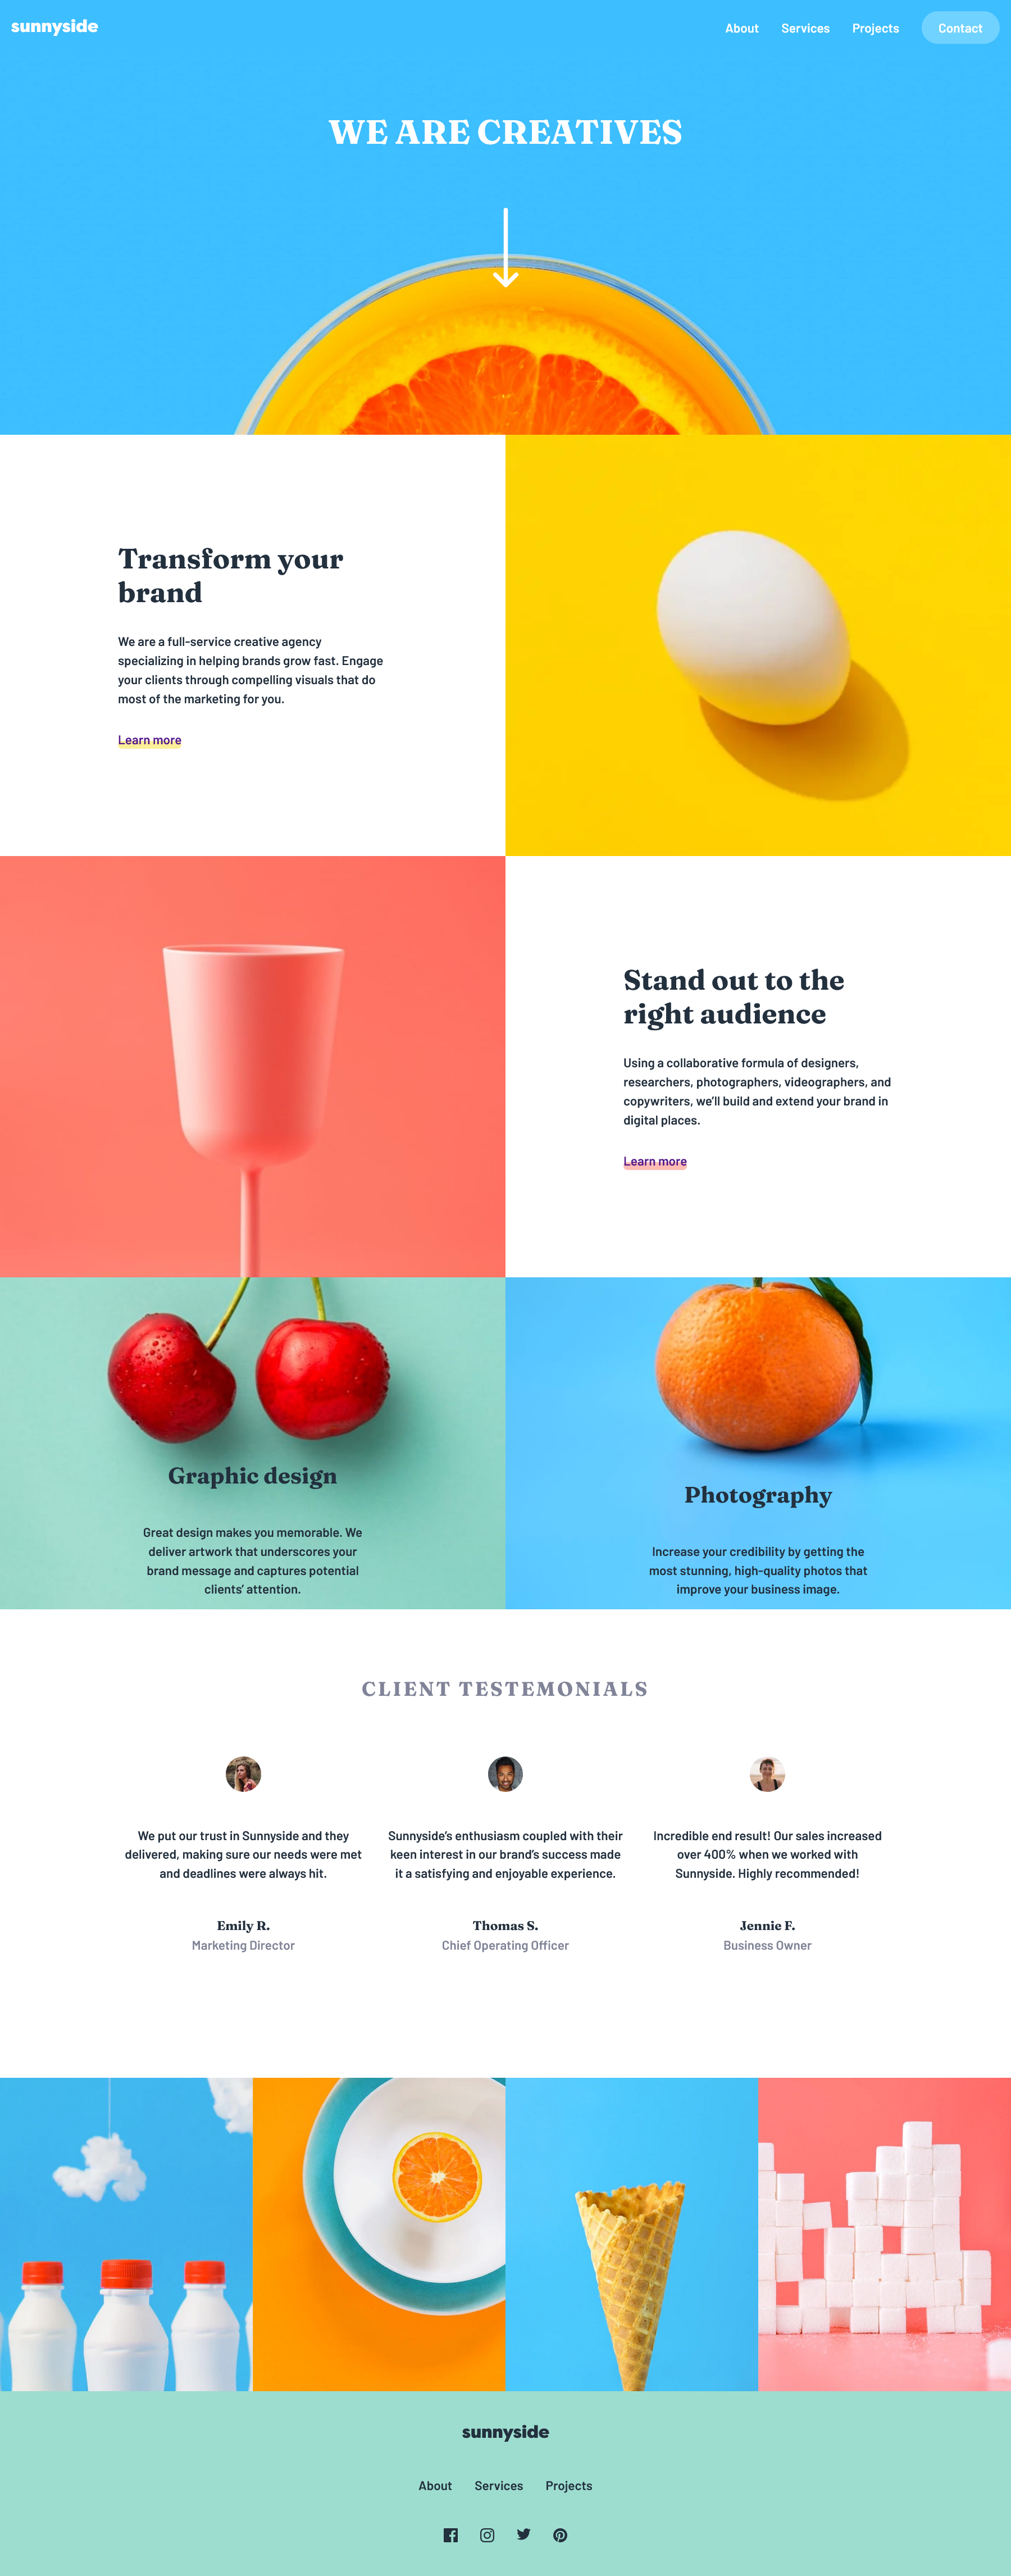 sunnyside
About Services Projects Contact
WE ARE CREATIVES
Transform your
brand
We are a full-service creative agency
specializing in helping brands grow fast. Engage
your clients through compelling visuals that do
most of the marketing for you.
Learn more
Stand out to the
right audience
Using a collaborative formula of designers,
researchers, photographers, videographers, and
copywriters, we’ll build and extend your brand in
digital places.
Learn more
Graphic design
Great design makes you memorable. We
deliver artwork that underscores your
brand message and captures potential
clients’ attention.
Photography
Increase your credibility by getting the
most stunning, high-quality photos that
improve your business image.
CLIENT TESTEMONIALS
We put our trust in Sunnyside and they
delivered, making sure our needs were met
and deadlines were always hit.
Emily R.
Marketing Director
Sunnyside’s enthusiasm coupled with their
keen interest in our brand’s success made
it a satisfying and enjoyable experience.
Thomas S.
Chief Operating Officer
Incredible end result! Our sales increased
over 400% when we worked with
Sunnyside. Highly recommended!
Jennie F.
Business Owner
sunnyside
About Services Projects